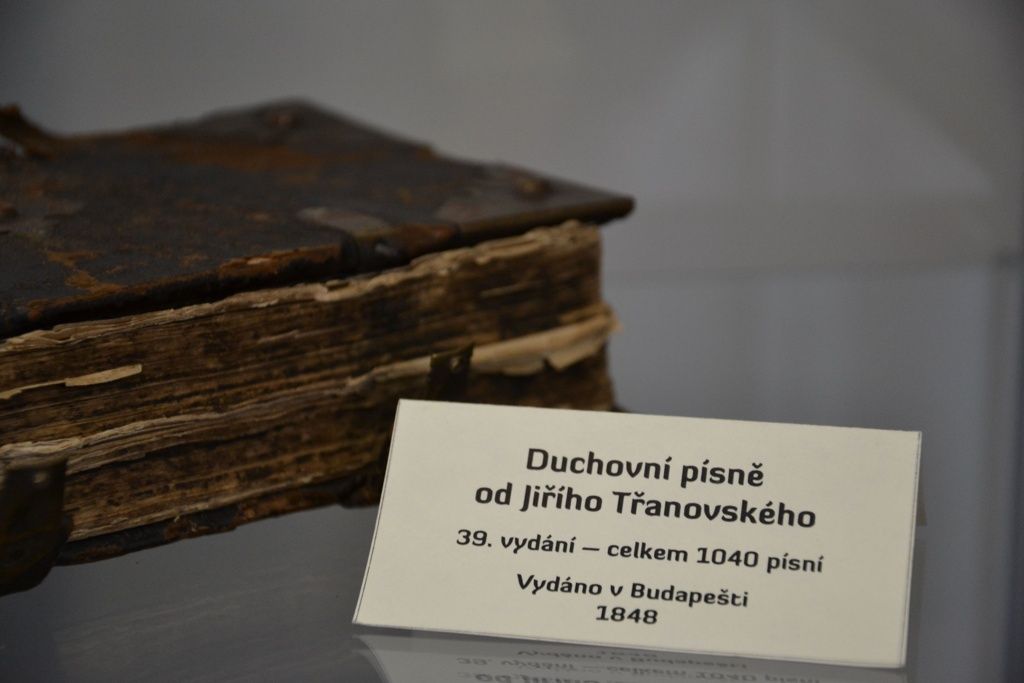 Duchovní písně
od Jiřího Třanovského
39. vydání – celkem 1040 písní
Vydáno v Budapešti
1848